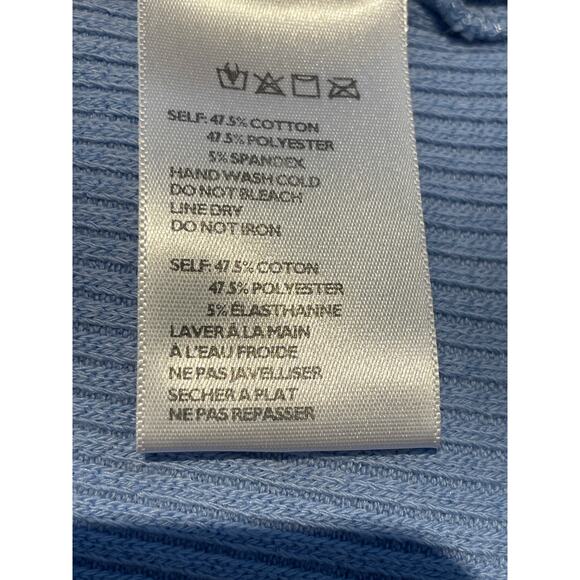 SELF: 47.5% COTTON
47.5% POLYESTER
5% SPANDEX
HAND WASH COLD
DO NOT BLEACH
LINE DRY
DO NOT IRON
SELF: 47.5% COTON
47.5% POLYESTER
5% ÉLASTHANNE
LAVER À LA MAIN
À L'EAU FROIDE
NE PAS JAVELLISER
SECHER A PLAT
NE PAS REPASSER